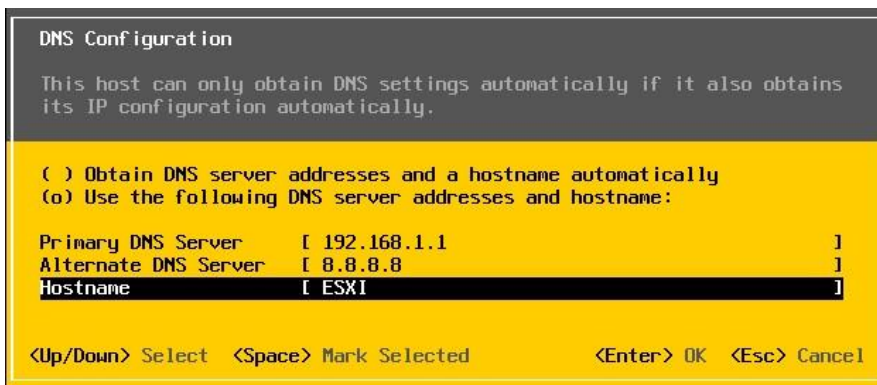 DNS Configuration
This host can only obtain DNS settings automatically if it also obtains
its IP configuration automatically.
( ) Obtain DNS server addresses and a hostname automatically
(o) Use the following DNS server addresses and hostname:
Primary DNS Server [ 192.168.1.1 ]
Alternate DNS Server [ 8.8.8.8 ]
Hostname [ ESXI ]
<Up/Down> Select <Space> Mark Selected <Enter> OK <Esc> Cancel